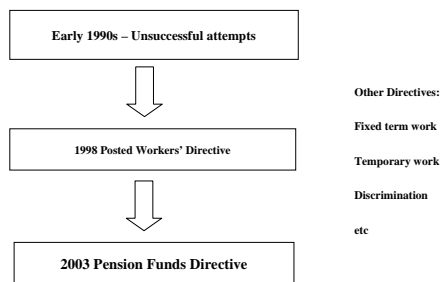 Early 1990s – Unsuccessful attempts
1998 Posted Workers' Directive
2003 Pension Funds Directive
Other Directives:
Fixed term work
Temporary work
Discrimination
etc